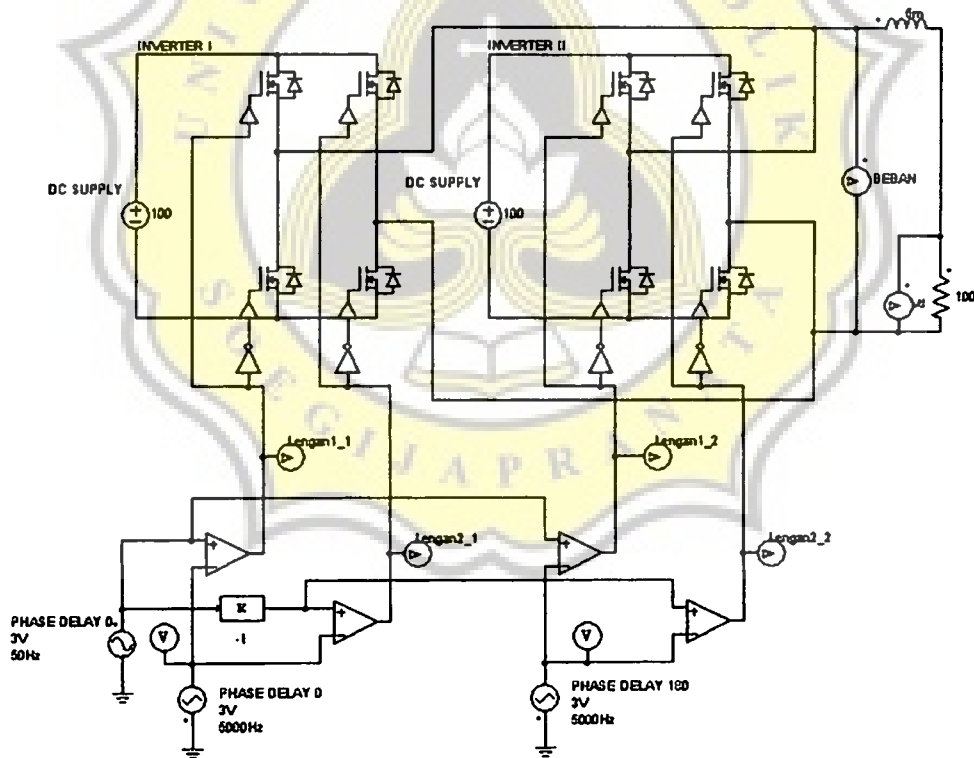 INVERTER I
INVERTER II
DC SUPPLY
100
DC SUPPLY
100
BEBAN
100
Lengan1_1
Lengan1_2
Lengan2_1
Lengan2_2
K
-1
V
V
PHASE DELAY 0
3V
50Hz
PHASE DELAY 0
3V
5000Hz
PHASE DELAY 180
3V
5000Hz
SOEGIJAPRANATA